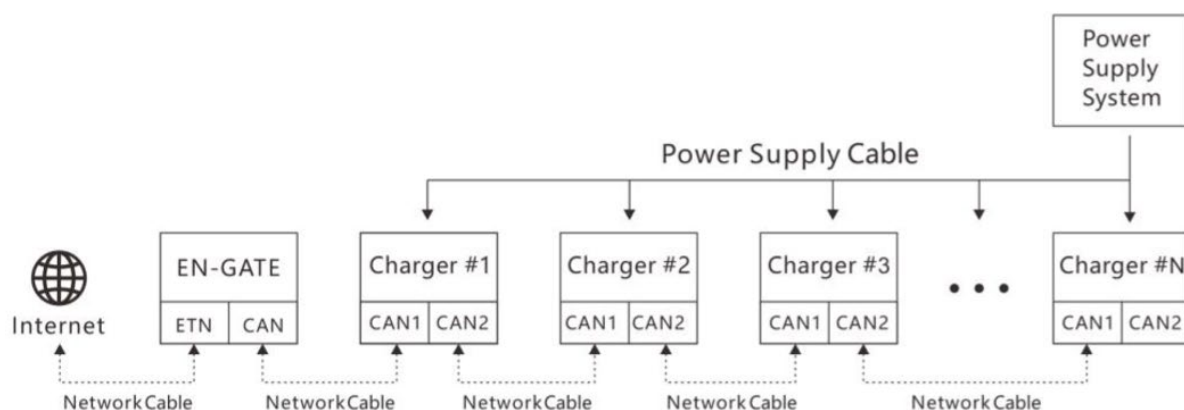 Power
Supply
System
Power Supply Cable
Internet
EN-GATE
ETN
CAN
Charger #1
CAN1
CAN2
Charger #2
CAN1
CAN2
Charger #3
CAN1
CAN2
Charger #N
CAN1
CAN2
Network Cable
Network Cable
Network Cable
Network Cable
Network Cable